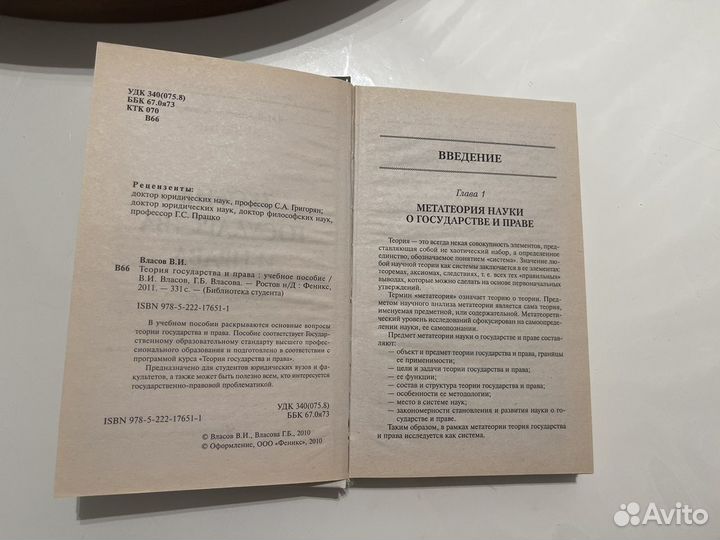 УДК 340(075.8)
ББК 67.0я73
КТК 070
В66
Рецензенты:
доктор юридических наук, профессор С.А. Григорян;
доктор юридических наук, доктор философских наук,
профессор Г.С. Працко
Власов В.И.
В66 Теория государства и права : учебное пособие /
В.И. Власов, Г.Б. Власова. — Ростов н/Д : Феникс,
2011. — 331 с. — (Библиотека студента)
ISBN 978-5-222-17651-1
В учебном пособии раскрываются основные вопросы
теории государства и права. Пособие соответствует Государ-
ственному образовательному стандарту высшего профес-
сионального образования и подготовлено в соответствии с
программой курса «Теория государства и права».
Предназначено для студентов юридических вузов и фа-
культетов, а также может быть полезно всем, кто интересуется
государственно-правовой проблематикой.
УДК 340(075.8)
ББК 67.0я73
ISBN 978-5-222-17651-1
© Власов В.И., Власова Г.Б., 2010
© Оформление, ООО «Феникс», 2010
ВВЕДЕНИЕ
Глава 1
МЕТАТЕОРИЯ НАУКИ
О ГОСУДАРСТВЕ И ПРАВЕ
Теория — это всегда некая совокупность элементов, пред-
ставляющая собой не хаотический набор, а определенное
единство, обозначаемое понятием «система». Значение лю-
бой научной теории как системы заключается в ее элементах:
теоремах, аксиомах, следствиях, т. е. всех тех «правильных»
выводах, которые можно сделать на основе первоначальных
утверждений.
Термин «метатеория» означает теорию о теории. Пред-
метом научного анализа метатеории является сама теория,
именуемая предметной, или содержательной. Метатеорети-
ческий уровень исследований сфокусирован на самоопределе-
нии науки, ее самопознании.
Предмет метатеории науки о государстве и праве состав-
ляют:
— объект и предмет теории государства и права, границы
ее применимости;
— цели и задачи теории государства и права;
— ее функции;
— состав и структура теории государства и права;
— особенности ее методологии;
— место в системе наук;
— закономерности становления и развития науки о го-
сударстве и праве.
Таким образом, в рамках метатеории теория государства
и права исследуется как система.
Avito